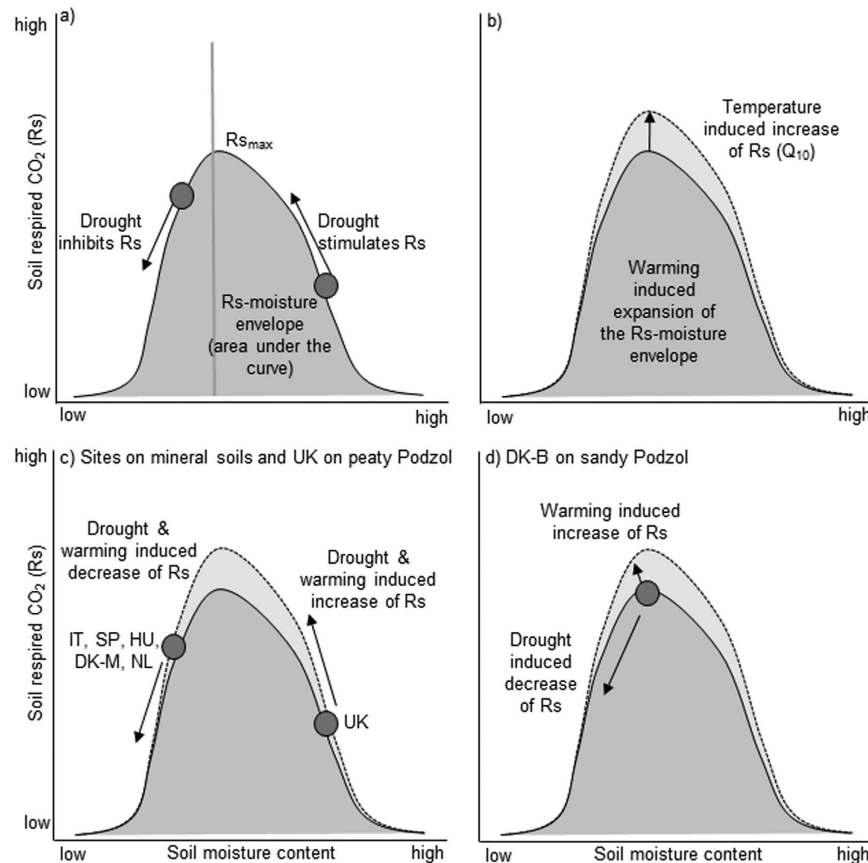 a)
high
Rs_max
Drought
inhibits Rs
Drought
stimulates Rs
Rs-moisture
envelope
(area under the
curve)
Soil respired CO₂ (Rs)
low
low
high
b)
Temperature
induced increase
of Rs (Q₁₀)
Warming
induced
expansion of
the Rs-moisture
envelope
low
high
c) Sites on mineral soils and UK on peaty Podzol
high
Drought &
warming induced
decrease of Rs
Drought &
warming induced
increase of Rs
IT, SP, HU,
DK-M, NL
UK
Soil respired CO₂ (Rs)
low
low
Soil moisture content
high
d) DK-B on sandy Podzol
Warming induced
increase of Rs
Drought
induced
decrease of Rs
low
Soil moisture content
high